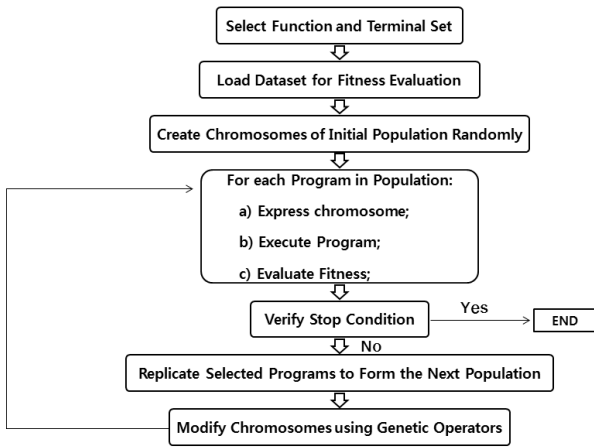 Select Function and Terminal Set
Load Dataset for Fitness Evaluation
Create Chromosomes of Initial Population Randomly
For each Program in Population:
a) Express chromosome;
b) Execute Program;
c) Evaluate Fitness;
Verify Stop Condition
Yes
END
No
Replicate Selected Programs to Form the Next Population
Modify Chromosomes using Genetic Operators